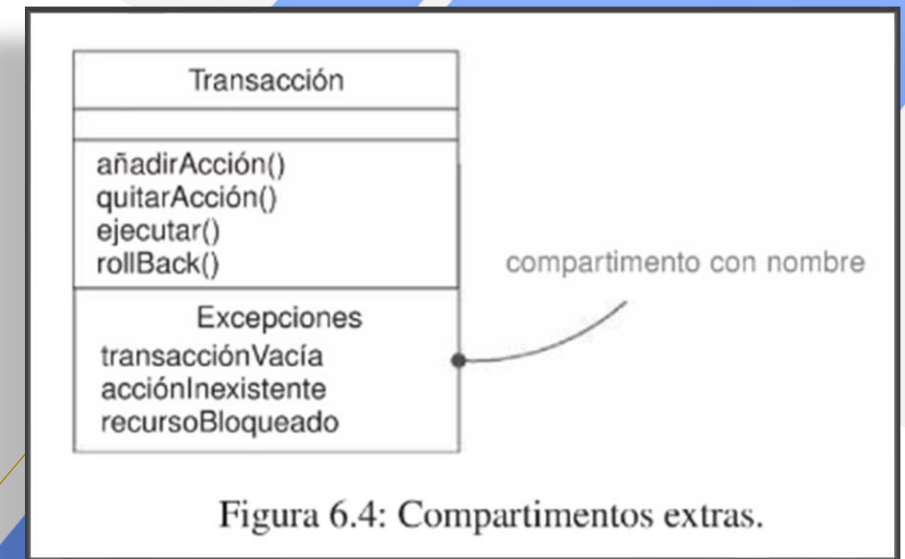 Transacción
añadirAcción()
quitarAcción()
ejecutar()
rollBack()
compartimento con nombre
Excepciones
transacciónVacía
acciónInexistente
recursoBloqueado
Figura 6.4: Compartimentos extras.